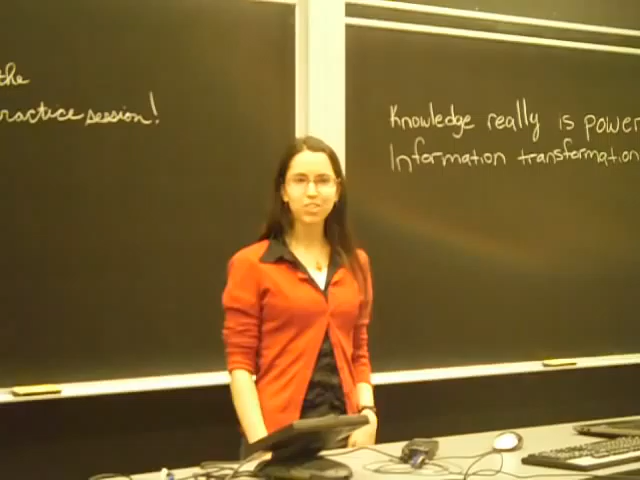 the
ractice session!
Knowledge really is power
Information transformation